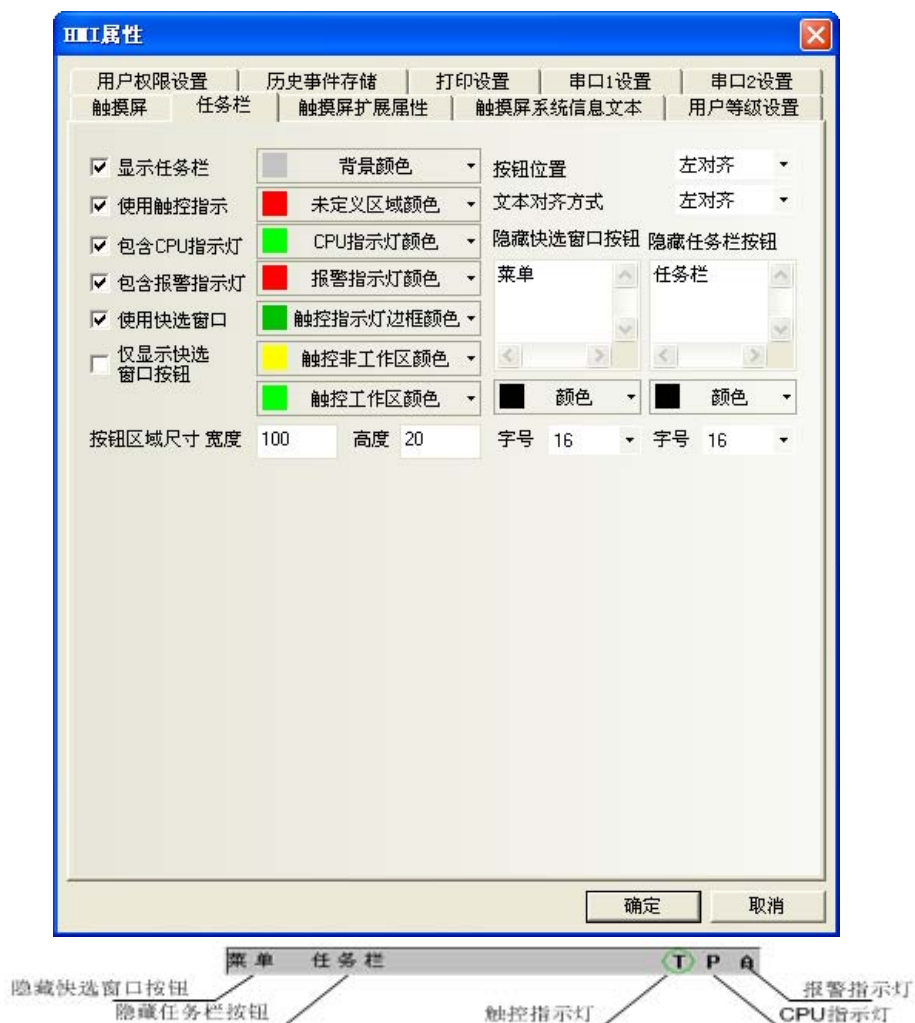 HMI属性
用户权限设置 历史事件存储 打印设置 串口1设置 串口2设置
触摸屏 任务栏 触摸屏扩展属性 触摸屏系统信息文本 用户等级设置
显示任务栏 背景颜色 按钮位置 左对齐
使用触控指示 未定义区域颜色 文本对齐方式 左对齐
包含CPU指示灯 CPU指示灯颜色 隐藏快选窗口按钮 隐藏任务栏按钮
包含报警指示灯 报警指示灯颜色 菜单 任务栏
使用快选窗口 触控指示灯边框颜色
仅显示快选
窗口按钮 触控非工作区颜色
触控工作区颜色 颜色 颜色
按钮区域尺寸 宽度 100 高度 20 字号 16 字号 16
确定 取消
菜单 任务栏 T P A
隐藏快选窗口按钮 报警指示灯
隐藏任务栏按钮 触控指示灯 CPU指示灯